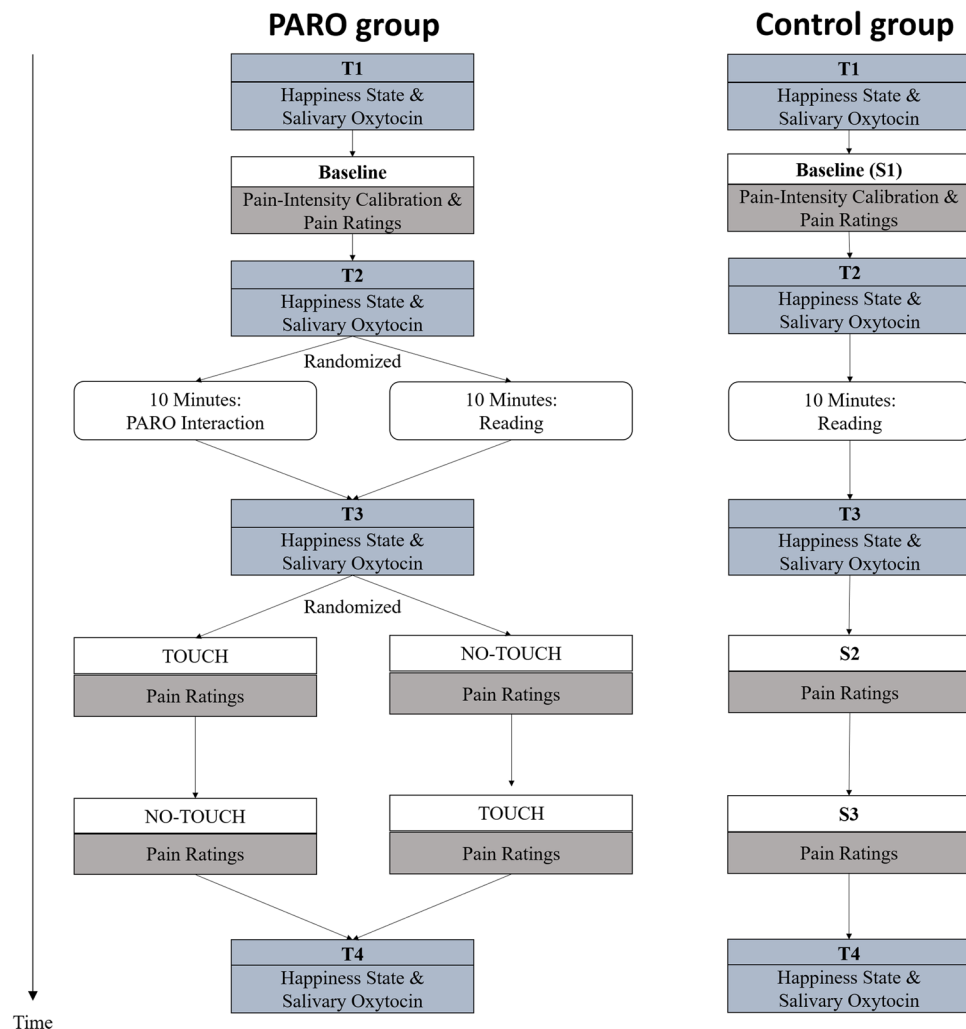 PARO group
T1
Happiness State &
Salivary Oxytocin
Baseline
Pain-Intensity Calibration &
Pain Ratings
T2
Happiness State &
Salivary Oxytocin
Randomized
10 Minutes:
PARO Interaction
10 Minutes:
Reading
T3
Happiness State &
Salivary Oxytocin
Randomized
TOUCH
Pain Ratings
NO-TOUCH
Pain Ratings
NO-TOUCH
Pain Ratings
TOUCH
Pain Ratings
T4
Happiness State &
Salivary Oxytocin
Control group
T1
Happiness State &
Salivary Oxytocin
Baseline (S1)
Pain-Intensity Calibration &
Pain Ratings
T2
Happiness State &
Salivary Oxytocin
10 Minutes:
Reading
T3
Happiness State &
Salivary Oxytocin
S2
Pain Ratings
S3
Pain Ratings
T4
Happiness State &
Salivary Oxytocin
Time